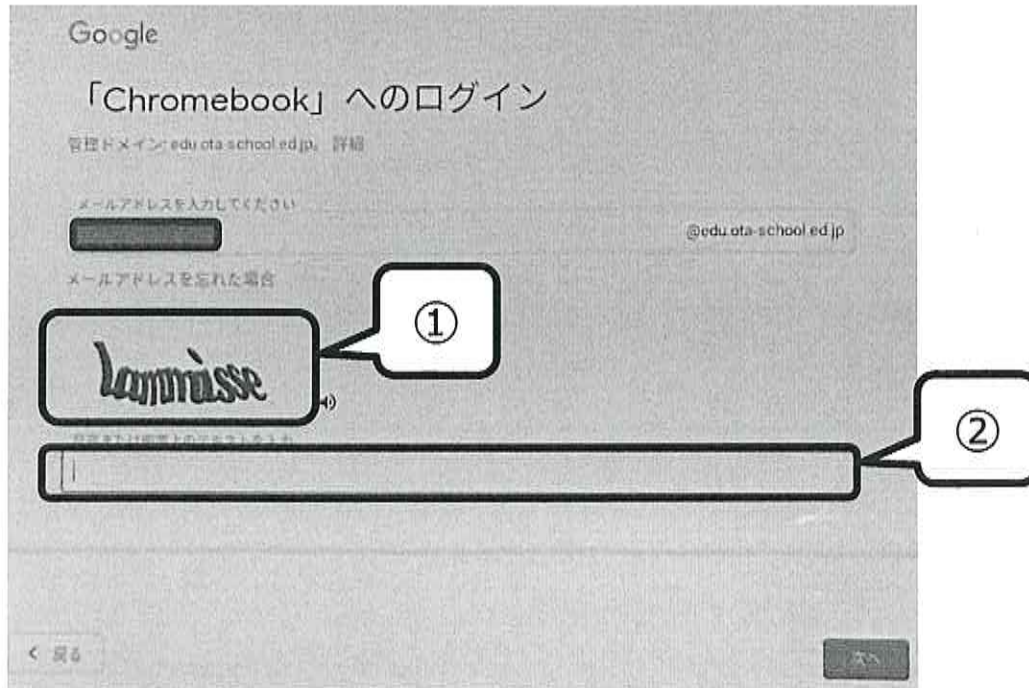 Google
「Chromebook」へのログイン
管理ドメイン: edu.ota-school.ed.jp。 詳細
メールアドレスを入力してください
@edu.ota-school.ed.jp
メールアドレスを忘れた場合
①
②
< 戻る
次へ